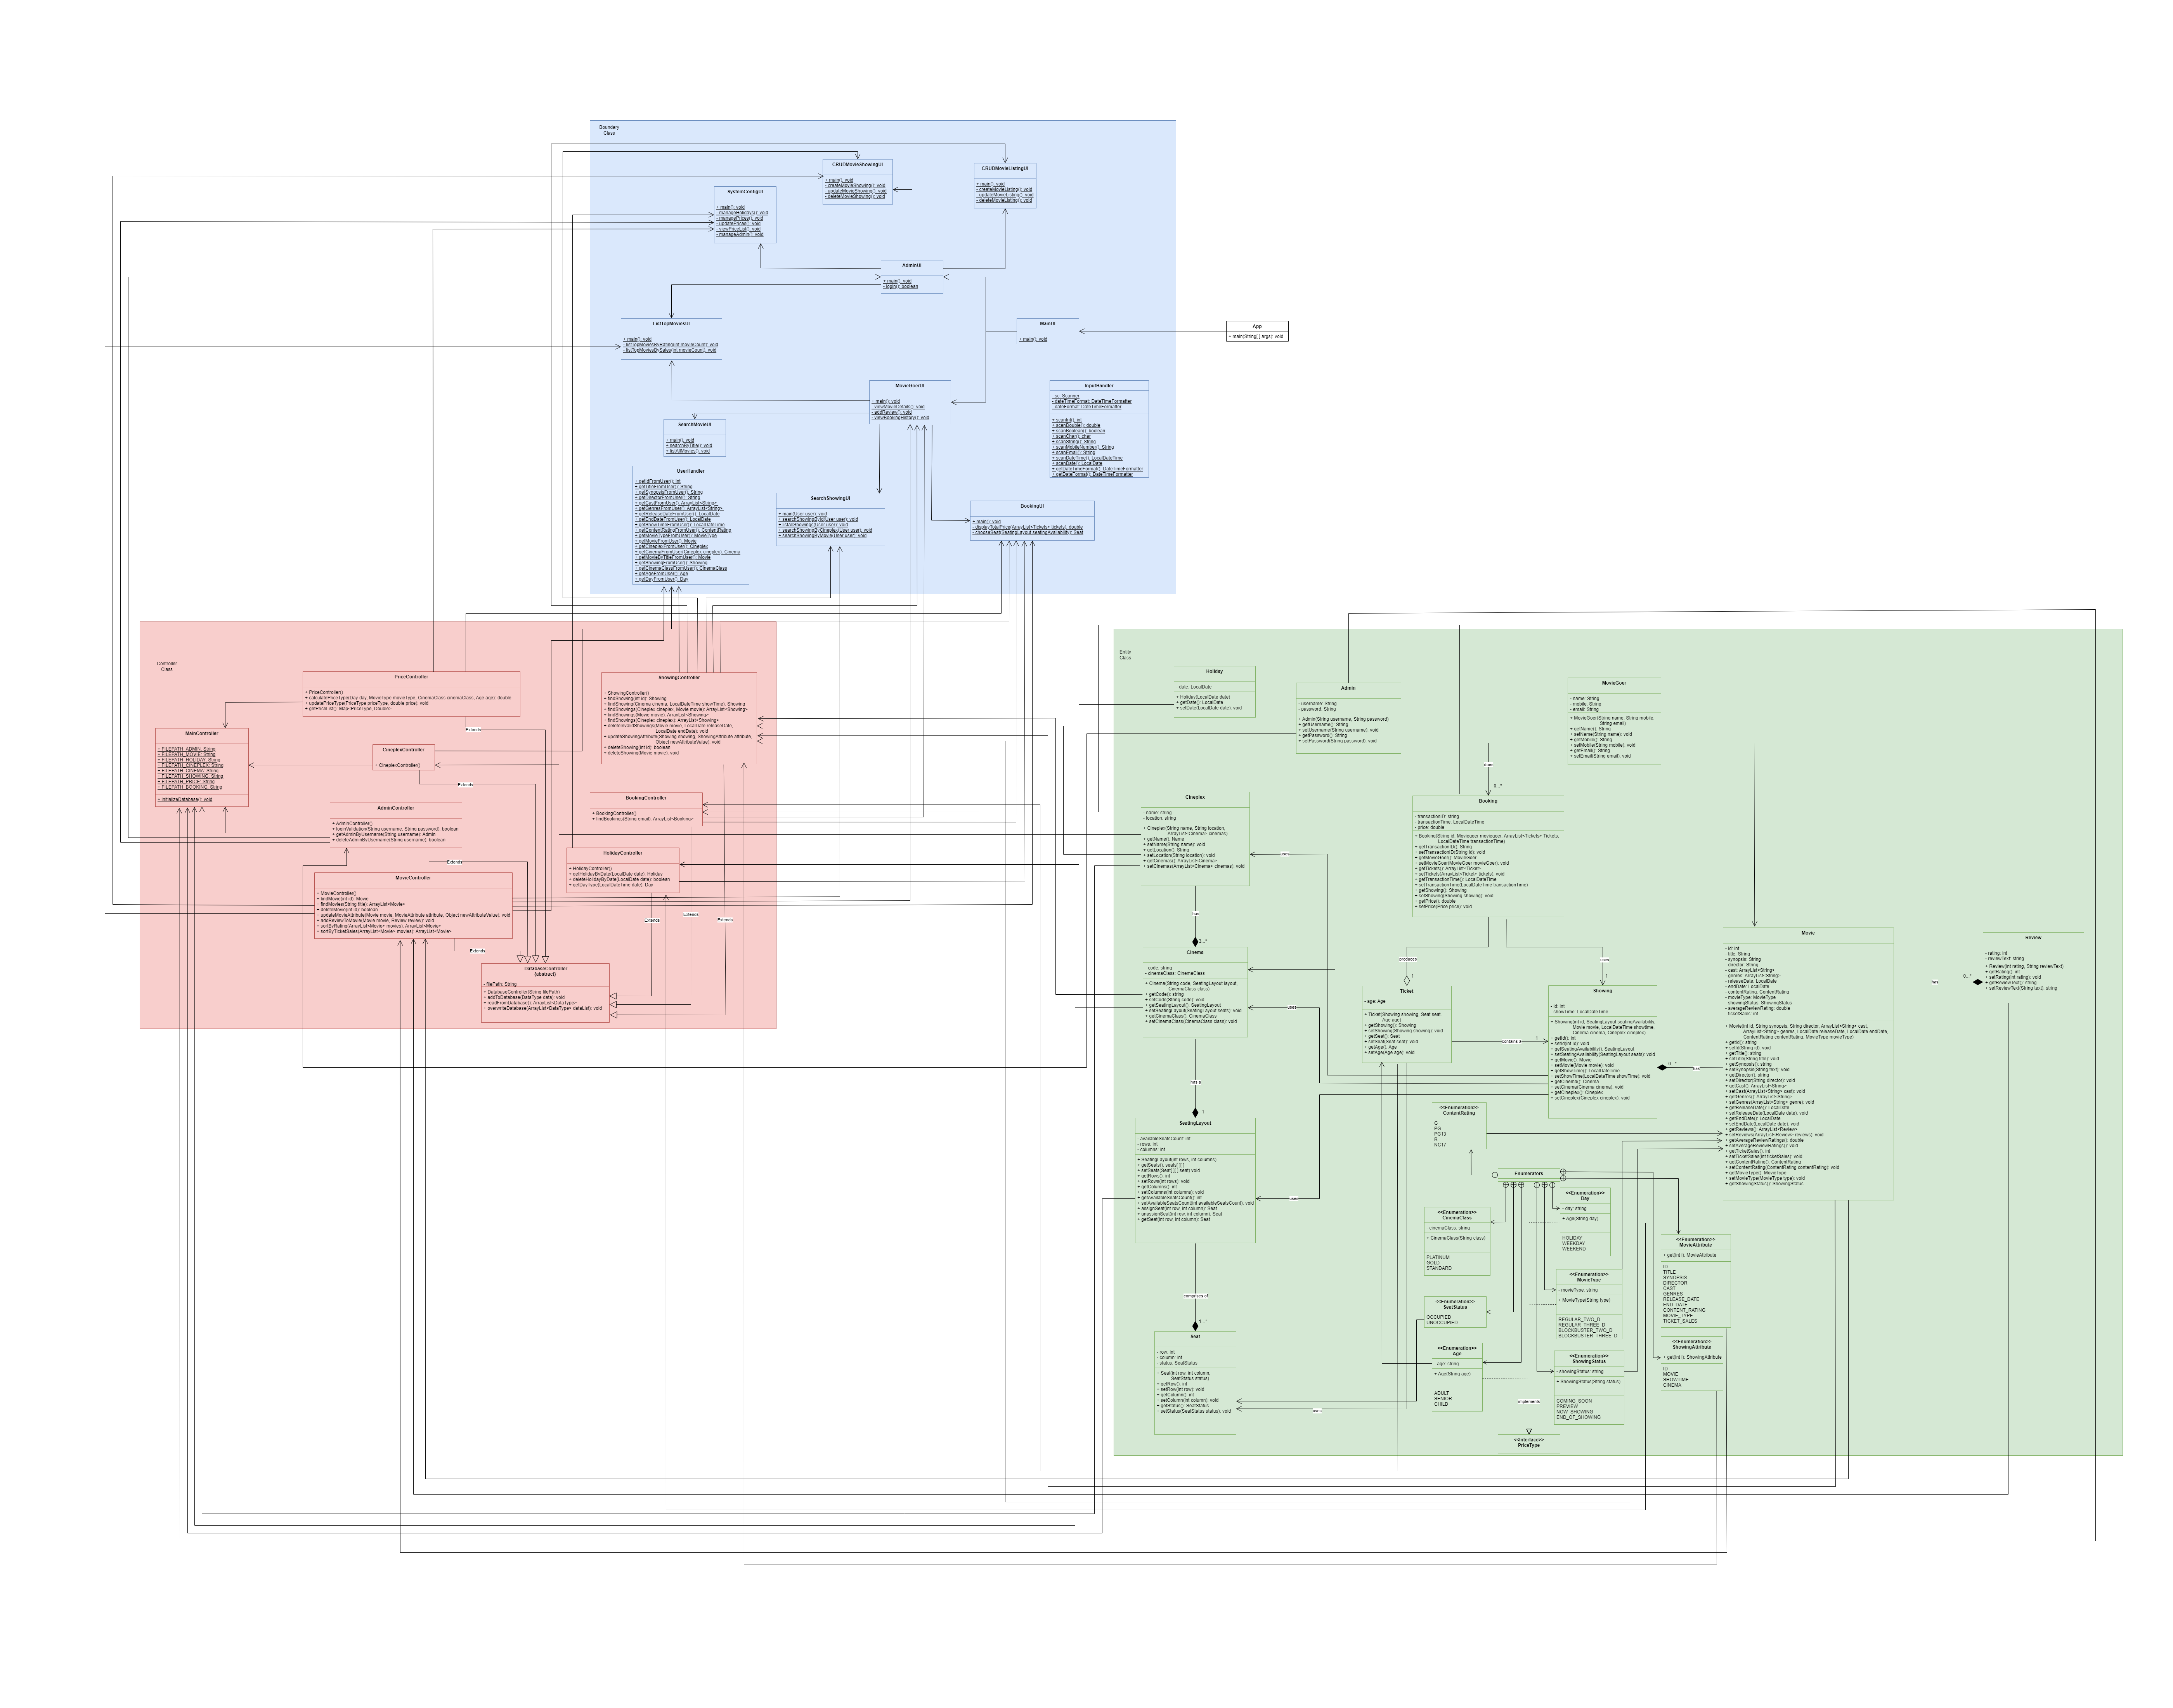 Boundary
Class
CRUDMovieShowingUI
+ main(): void
- createMovieShowing(): void
- updateMovieShowing(): void
- deleteMovieShowing(): void
CRUDMovieListingUI
+ main(): void
- createMovieListing(): void
- updateMovieListing(): void
- deleteMovieListing(): void
SystemConfigUI
+ main(): void
- manageHolidays(): void
- managePrices(): void
- updatePrices(): void
- viewPriceList(): void
- manageAdmin(): void
AdminUI
+ main(): void
- login(): boolean
ListTopMoviesUI
+ main(): void
- listTopMoviesByRating(int movieCount): void
- listTopMoviesBySales(int movieCount): void
MainUI
+ main(): void
App
+ main(String[ ] args): void
MovieGoerUI
+ main(): void
- viewMovieDetails(): void
- addReview(): void
- viewBookingHistory(): void
InputHandler
- sc: Scanner
- dateTimeFormat: DateTimeFormatter
- dateFormat: DateTimeFormatter
+ scanInt(): int
+ scanDouble(): double
+ scanBoolean(): boolean
+ scanChar(): char
+ scanString(): String
+ scanMobileNumber(): String
+ scanEmail(): String
+ scanDateTime(): LocalDateTime
+ scanDate(): LocalDate
+ getDateTimeFormat(): DateTimeFormatter
+ getDateFormat(): DateTimeFormatter
SearchMovieUI
+ main(): void
+ searchByTitle(): void
+ listAllMovies(): void
UserHandler
+ getIdFromUser(): int
+ getTitleFromUser(): String
+ getSynopsisFromUser(): String
+ getDirectorFromUser(): String
+ getCastFromUser(): ArrayList<String>
+ getGenresFromUser(): ArrayList<String>
+ getReleaseDateFromUser(): LocalDate
+ getEndDateFromUser(): LocalDate
+ getShowTimeFromUser(): LocalDateTime
+ getContentRatingFromUser(): ContentRating
+ getMovieTypeFromUser(): MovieType
+ getMovieFromUser(): Movie
+ getCineplexFromUser(): Cineplex
+ getCinemaFromUser(Cineplex cineplex): Cinema
+ getMovieByTitleFromUser(): Movie
+ getShowingFromUser(): Showing
+ getCinemaClassFromUser(): CinemaClass
+ getAgeFromUser(): Age
+ getDayFromUser(): Day
SearchShowingUI
+ main(User user): void
+ searchShowingById(User user): void
+ listAllShowings(User user): void
+ searchShowingByCineplex(User user): void
+ searchShowingByMovie(User user): void
BookingUI
+ main(): void
- displayTotalPrice(ArrayList<Tickets> tickets): double
- chooseSeat(SeatingLayout seatingAvailability): Seat
Controller
Class
PriceController
+ PriceController()
+ calculatePriceType(Day day, MovieType movieType, CinemaClass cinemaClass, Age age): double
+ updatePriceType(PriceType priceType, double price): void
+ getPriceList(): Map<PriceType, Double>
Extends
ShowingController
+ ShowingController()
+ findShowing(int id): Showing
+ findShowing(Cinema cinema, LocalDateTime showTime): Showing
+ findShowings(Cineplex cineplex, Movie movie): ArrayList<Showing>
+ findShowings(Movie movie): ArrayList<Showing>
+ findShowings(Cineplex cineplex): ArrayList<Showing>
+ deleteInvalidShowings(Movie movie, LocalDate releaseDate,
LocalDate endDate): void
+ updateShowingAttribute(Showing showing, ShowingAttribute attribute,
Object newAttributeValue): void
+ deleteShowing(int id): boolean
+ deleteShowing(Movie movie): void
MainController
+ FILEPATH_ADMIN: String
+ FILEPATH_MOVIE: String
+ FILEPATH_HOLIDAY: String
+ FILEPATH_CINEPLEX: String
+ FILEPATH_CINEMA: String
+ FILEPATH_SHOWING: String
+ FILEPATH_PRICE: String
+ FILEPATH_BOOKING: String
+ initializeDatabase(): void
CineplexController
+ CineplexController()
Extends
AdminController
+ AdminController()
+ loginValidation(String username, String password): boolean
+ getAdminByUsername(String username): Admin
+ deleteAdminByUsername(String username): boolean
Extends
BookingController
+ BookingController()
+ findBookings(String email): ArrayList<Booking>
HolidayController
+ HolidayController()
+ getHolidayByDate(LocalDate date): Holiday
+ deleteHolidayByDate(LocalDate date): boolean
+ getDayType(LocalDateTime date): Day
MovieController
+ MovieController()
+ findMovie(int id): Movie
+ findMovies(String title): ArrayList<Movie>
+ deleteMovie(int id): boolean
+ updateMovieAttribute(Movie movie, MovieAttribute attribute, Object newAttributeValue): void
+ addReviewToMovie(Movie movie, Review review): void
+ sortByRating(ArrayList<Movie> movies): ArrayList<Movie>
+ sortByTicketSales(ArrayList<Movie> movies): ArrayList<Movie>
Extends
Extends
Extends
Extends
DatabaseController
(abstract)
- filePath: String
+ DatabaseController(String filePath)
+ addToDatabase(DataType data): void
+ readFromDatabase(): ArrayList<DataType>
+ overwriteDatabase(ArrayList<DataType> dataList): void
Entity
Class
Holiday
- date: LocalDate
+ Holiday(LocalDate date)
+ getDate(): LocalDate
+ setDate(LocalDate date): void
Admin
- username: String
- password: String
+ Admin(String username, String password)
+ getUsername(): String
+ setUsername(String username): void
+ getPassword(): String
+ setPassword(String password): void
MovieGoer
- name: String
- mobile: String
- email: String
+ MovieGoer(String name, String mobile,
String email)
+ getName(): String
+ setName(String name): void
+ getMobile(): String
+ setMobile(String mobile): void
+ getEmail(): String
+ setEmail(String email): void
does
0..*
Cineplex
- name: string
- location: string
+ Cineplex(String name, String location,
ArrayList<Cinema> cinemas)
+ getName(): Name
+ setName(String name): void
+ getLocation(): String
+ setLocation(String location): void
+ getCinemas(): ArrayList<Cinema>
+ setCinemas(ArrayList<Cinema> cinemas): void
uses
Booking
- transactionID: string
- transactionTime: LocalDateTime
- price: double
+ Booking(String id, Moviegoer moviegoer, ArrayList<Tickets> Tickets,
LocalDateTime transactionTime)
+ getTransactionID(): String
+ setTransactionID(String id): void
+ getMovieGoer(): MovieGoer
+ setMovieGoer(MovieGoer movieGoer): void
+ getTickets(): ArrayList<Ticket>
+ setTickets(ArrayList<Ticket> tickets): void
+ getTransactionTime(): LocalDateTime
+ setTransactionTime(LocalDateTime transactionTime)
+ getShowing(): Showing
+ setShowing(Showing showing): void
+ getPrice(): double
+ setPrice(Price price): void
has
3...*
produces
1
uses
1
Cinema
- code: string
- cinemaClass: CinemaClass
+ Cinema(String code, SeatingLayout layout,
CinemaClass class)
+ getCode(): string
+ setCode(String code): void
+ getSeatingLayout(): SeatingLayout
+ setSeatingLayout(SeatingLayout seats): void
+ getCinemaClass(): CinemaClass
+ setCinemaClass(CinemaClass class): void
uses
Ticket
- age: Age
+ Ticket(Showing showing, Seat seat,
Age age)
+ getShowing(): Showing
+ setShowing(Showing showing): void
+ getSeat(): Seat
+ setSeat(Seat seat): void
+ getAge(): Age
+ setAge(Age age): void
contains a
1
Showing
- id: int
- showTime: LocalDateTime
+ Showing(int id, SeatingLayout seatingAvailability,
Movie movie, LocalDateTime showtime,
Cinema cinema, Cineplex cineplex)
+ getId(): int
+ setId(int id): void
+ getSeatingAvailability(): SeatingLayout
+ setSeatingAvailability(SeatingLayout seats): void
+ getMovie(): Movie
+ setMovie(Movie movie): void
+ getShowTime(): LocalDateTime
+ setShowTime(LocalDateTime showTime): void
+ getCinema(): Cinema
+ setCinema(Cinema cinema): void
+ getCineplex(): Cineplex
+ setCineplex(Cineplex cineplex): void
0...*
has
Movie
- id: int
- title: String
- synopsis: String
- director: String
- cast: ArrayList<String>
- genres: ArrayList<String>
- releaseDate: LocalDate
- endDate: LocalDate
- contentRating: ContentRating
- movieType: MovieType
- showingStatus: ShowingStatus
- averageReviewRating: double
- ticketSales: int
+ Movie(int id, String synopsis, String director, ArrayList<String> cast,
ArrayList<String> genres, LocalDate releaseDate, LocalDate endDate,
ContentRating contentRating, MovieType movieType)
+ getId(): string
+ setId(String id): void
+ getTitle(): string
+ setTitle(String title): void
+ getSynopsis(): string
+ setSynopsis(String text): void
+ getDirector(): string
+ setDirector(String director): void
+ getCast(): ArrayList<String>
+ setCast(ArrayList<String> cast): void
+ getGenres(): ArrayList<String>
+ setGenres(ArrayList<String> genre): void
+ getReleaseDate(): LocalDate
+ setReleaseDate(LocalDate date): void
+ getEndDate(): LocalDate
+ setEndDate(LocalDate date): void
+ getReviews(): ArrayList<Review>
+ setReviews(ArrayList<Review> reviews): void
+ getAverageReviewRatings(): double
+ setAverageReviewRatings(): void
+ getTicketSales(): int
+ setTicketSales(int ticketSales): void
+ getContentRating(): ContentRating
+ setContentRating(ContentRating contentRating): void
+ getMovieType(): MovieType
+ setMovieType(MovieType type): void
+ getShowingStatus(): ShowingStatus
has
0...*
Review
- rating: int
- reviewText: string
+ Review(int rating, String reviewText)
+ getRating(): int
+ setRating(int rating): void
+ getReviewText(): string
+ setReviewText(String text): string
has a
1
SeatingLayout
- availableSeatsCount: int
- rows: int
- columns: int
+ SeatingLayout(int rows, int columns)
+ getSeats(): seats[ ][ ]
+ setSeats(Seat[ ][ ] seat): void
+ getRows(): int
+ setRows(int rows): void
+ getColumns(): int
+ setColumns(int columns): void
+ getAvailableSeatsCount(): int
+ setAvailableSeatsCount(int availableSeatsCount): void
+ assignSeat(int row, int column): Seat
+ unassignSeat(int row, int column): Seat
+ getSeat(int row, int column): Seat
uses
<<Enumeration>>
ContentRating
G
PG
PG13
R
NC17
Enumerators
<<Enumeration>>
Day
- day: string
+ Age(String day)
HOLIDAY
WEEKDAY
WEEKEND
<<Enumeration>>
CinemaClass
- cinemaClass: string
+ CinemaClass(String class)
PLATINUM
GOLD
STANDARD
<<Enumeration>>
MovieAttribute
+ get(int i): MovieAttribute
ID
TITLE
SYNOPSIS
DIRECTOR
CAST
GENRES
RELEASE_DATE
END_DATE
CONTENT_RATING
MOVIE_TYPE
TICKET_SALES
<<Enumeration>>
MovieType
- movieType: string
+ MovieType(String type)
REGULAR_TWO_D
REGULAR_THREE_D
BLOCKBUSTER_TWO_D
BLOCKBUSTER_THREE_D
<<Enumeration>>
SeatStatus
OCCUPIED
UNOCCUPIED
comprises of
1...*
Seat
- row: int
- column: int
- status: SeatStatus
+ Seat(int row, int column,
SeatStatus status)
+ getRow(): int
+ setRow(int row): void
+ getColumn(): int
+ setColumn(int column): void
+ getStatus(): SeatStatus
+ setStatus(SeatStatus status): void
uses
<<Enumeration>>
Age
- age: string
+ Age(String age)
ADULT
SENIOR
CHILD
<<Enumeration>>
ShowingStatus
- showingStatus: string
+ ShowingStatus(String status)
COMING_SOON
PREVIEW
NOW_SHOWING
END_OF_SHOWING
<<Enumeration>>
ShowingAttribute
+ get(int i): ShowingAttribute
ID
MOVIE
SHOWTIME
CINEMA
implements
<<Interface>>
PriceType